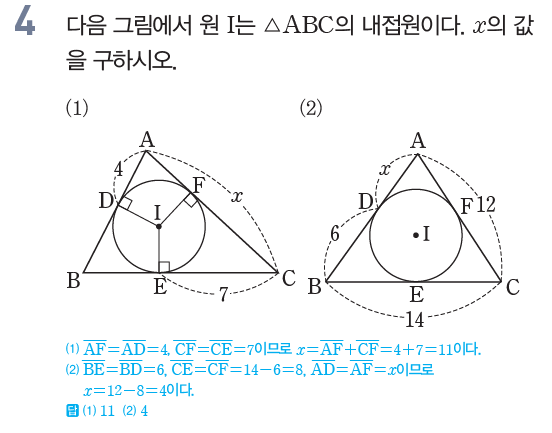 4 다음 그림에서 원 I는 △ABC의 내접원이다. x의 값
을 구하시오.
(1) (2)
A
4
D
F
x
I
B
E
C
7
A
x
D
F
12
6
I
B
E
C
14
(1) AF=AD=4, CF=CE=7이므로 x=AF+CF=4+7=11이다.
(2) BE=BD=6, CE=CF=14-6=8, AD=AF=x이므로
x=12-8=4이다.
답 (1) 11 (2) 4